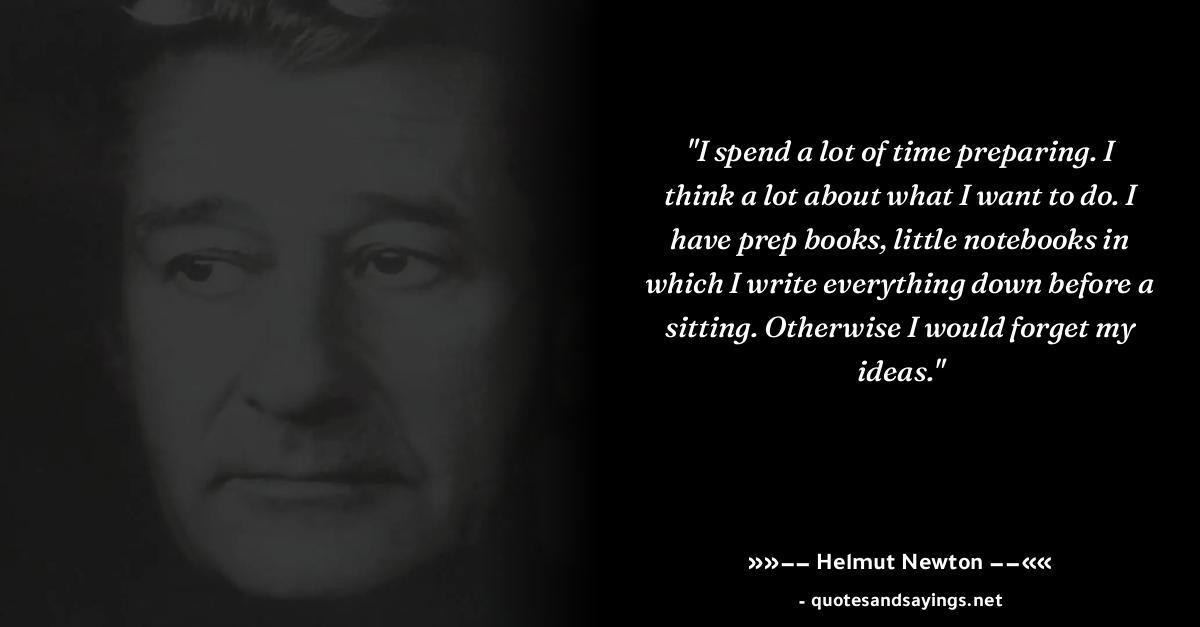 "I spend a lot of time preparing. I
think a lot about what I want to do. I
have prep books, little notebooks in
which I write everything down before a
sitting. Otherwise I would forget my
ideas."
»»−− Helmut Newton −−««
- quotesandsayings.net